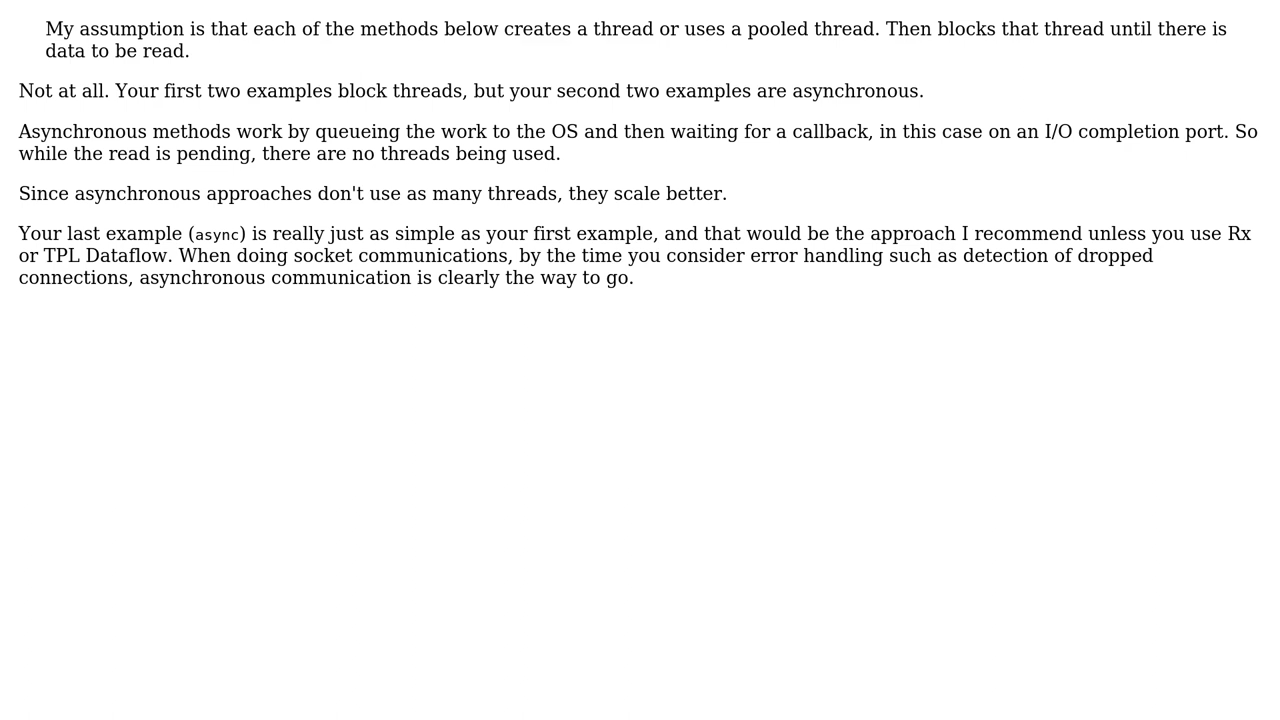 My assumption is that each of the methods below creates a thread or uses a pooled thread. Then blocks that thread until there is
data to be read.
Not at all. Your first two examples block threads, but your second two examples are asynchronous.
Asynchronous methods work by queueing the work to the OS and then waiting for a callback, in this case on an I/O completion port. So
while the read is pending, there are no threads being used.
Since asynchronous approaches don't use as many threads, they scale better.
Your last example (async) is really just as simple as your first example, and that would be the approach I recommend unless you use Rx
or TPL Dataflow. When doing socket communications, by the time you consider error handling such as detection of dropped
connections, asynchronous communication is clearly the way to go.